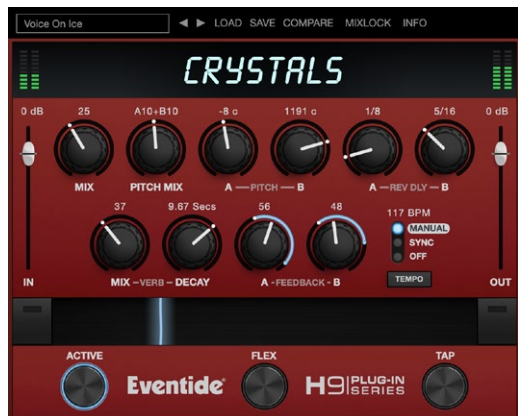 Voice On Ice ◀ ▶ LOAD SAVE COMPARE MIXLOCK INFO
CRYSTALS
0 dB 25 A10+B10 -8 c 1191 c 1/8 5/16 0 dB
MIX PITCH MIX A — PITCH — B A — REV DLY — B
37 9.67 Secs 56 48 117 BPM
MANUAL
SYNC
OFF
IN MIX –VERB– DECAY A -FEEDBACK- B TEMPO OUT
ACTIVE FLEX TAP
Eventide® H9 PLUG-IN
SERIES